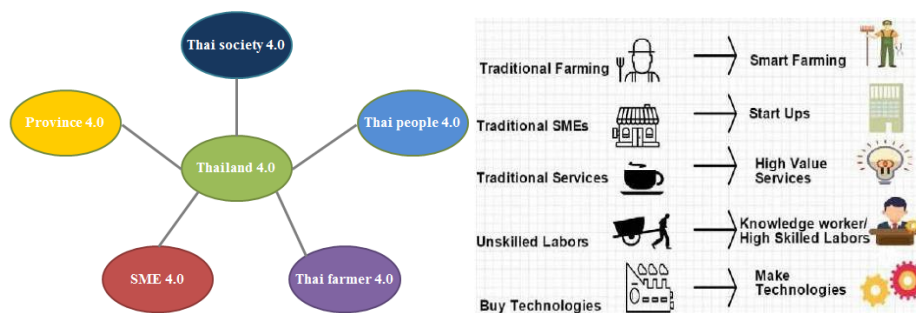 Thai society 4.0
Province 4.0
Thai people 4.0
Thailand 4.0
SME 4.0
Thai farmer 4.0
Traditional Farming
Smart Farming
Traditional SMEs
Start Ups
Traditional Services
High Value
Services
Unskilled Labors
Knowledge worker/
High Skilled Labors
Buy Technologies
Make
Technologies